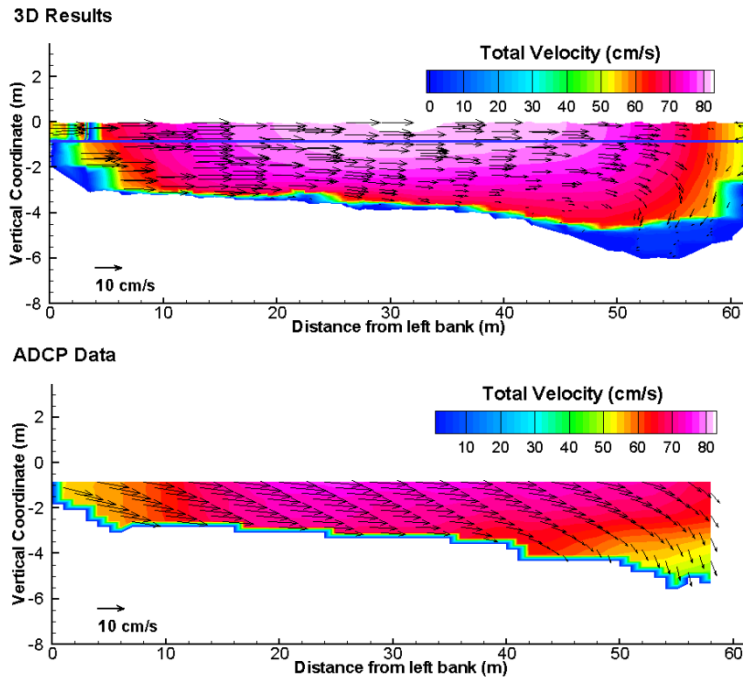 3D Results
Total Velocity (cm/s)
0 10 20 30 40 50 60 70 80
Vertical Coordinate (m)
2
0
-2
-4
-6
-8
10 cm/s
0 10 20 30 40 50 60
Distance from left bank (m)
ADCP Data
Total Velocity (cm/s)
10 20 30 40 50 60 70 80
Vertical Coordinate (m)
2
0
-2
-4
-6
-8
10 cm/s
0 10 20 30 40 50 60
Distance from left bank (m)